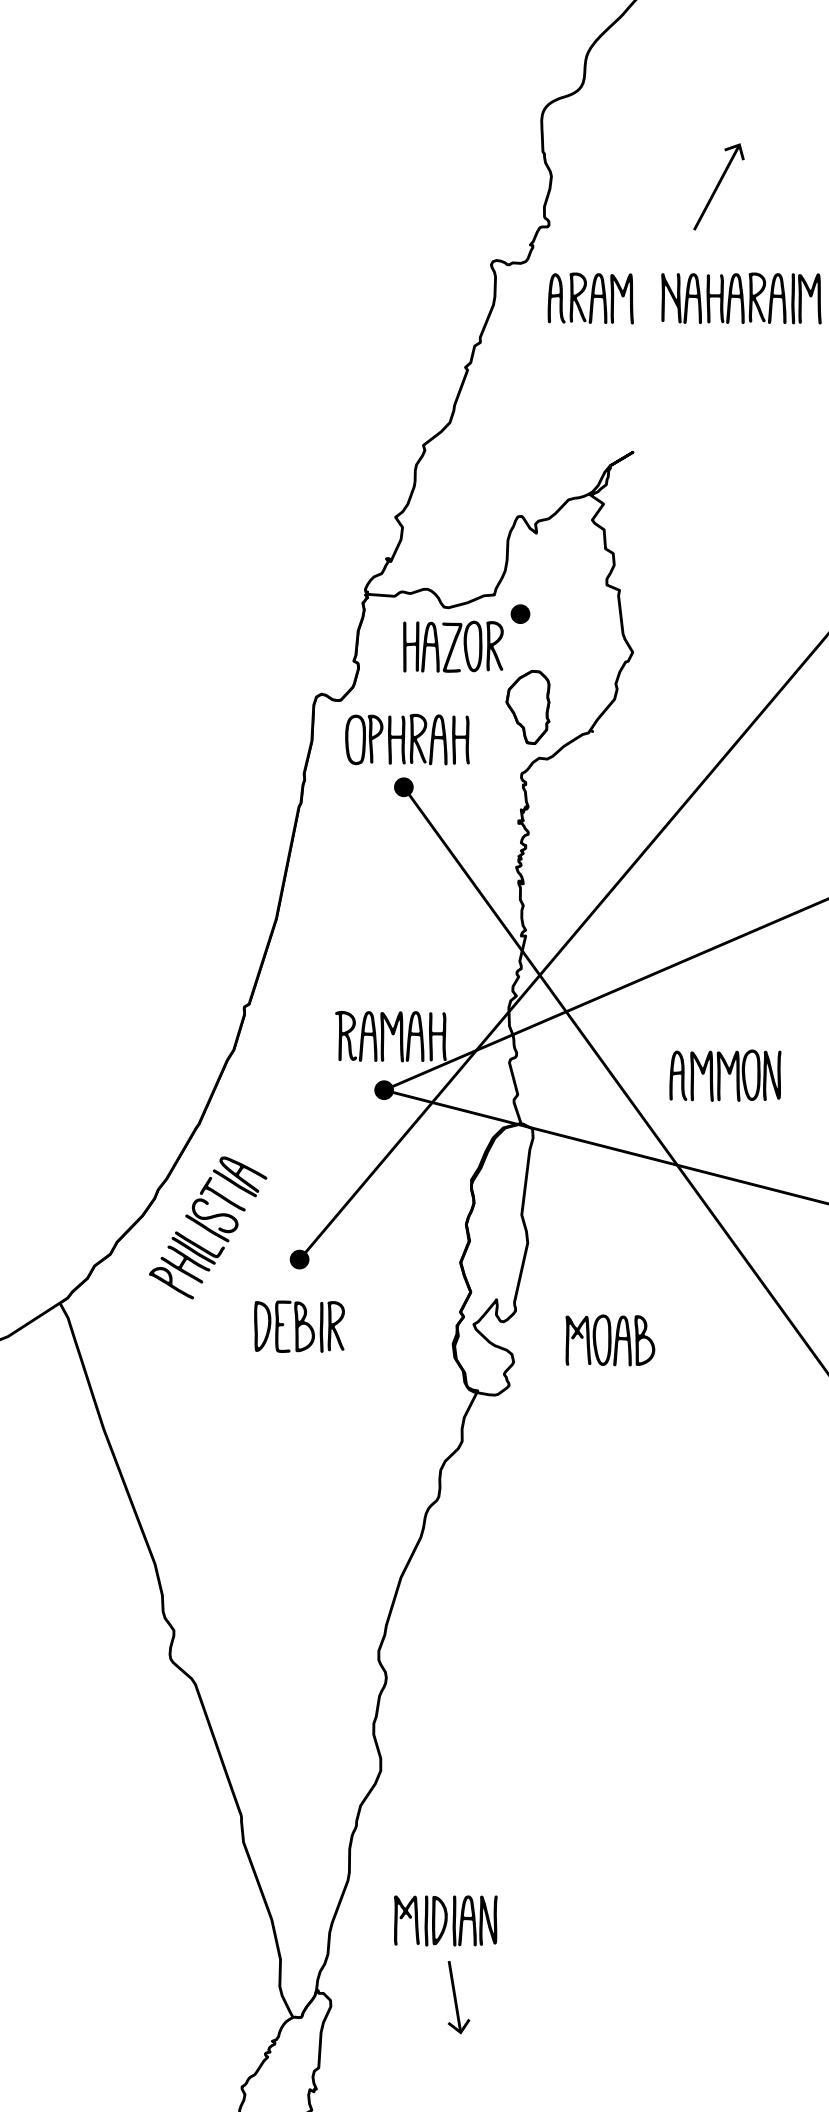 ARAM NAHARAIM
HAZOR
OPHRAH
RAMAH
AMMON
PHILISTIA
DEBIR
MOAB
MIDIAN